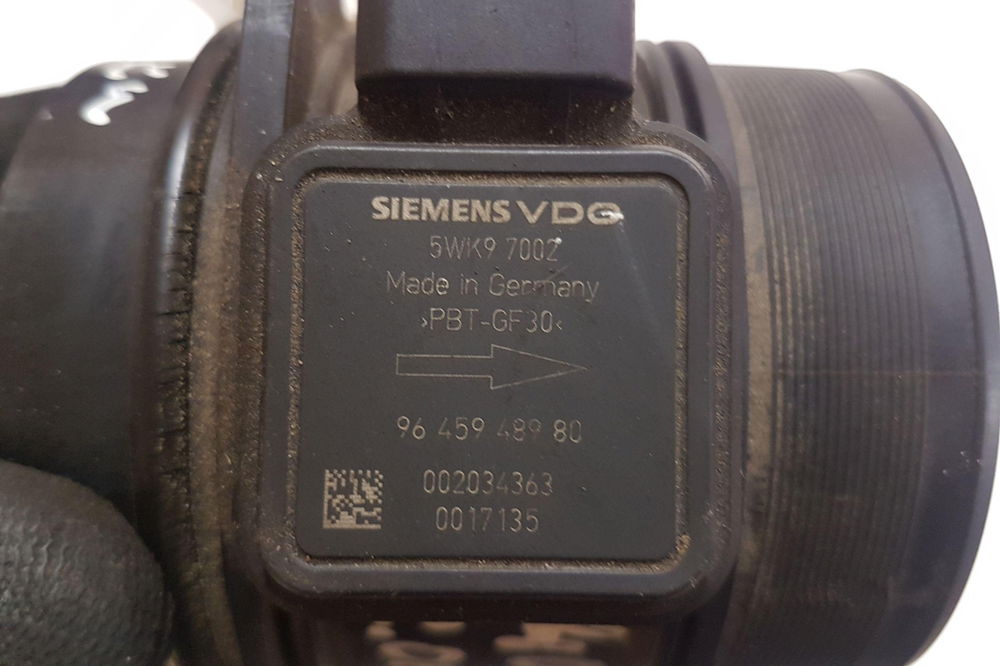 SIEMENS VDO
5WK9 7002
Made in Germany
›PBT-GF30‹
96 459 489 80
002034363
0017135